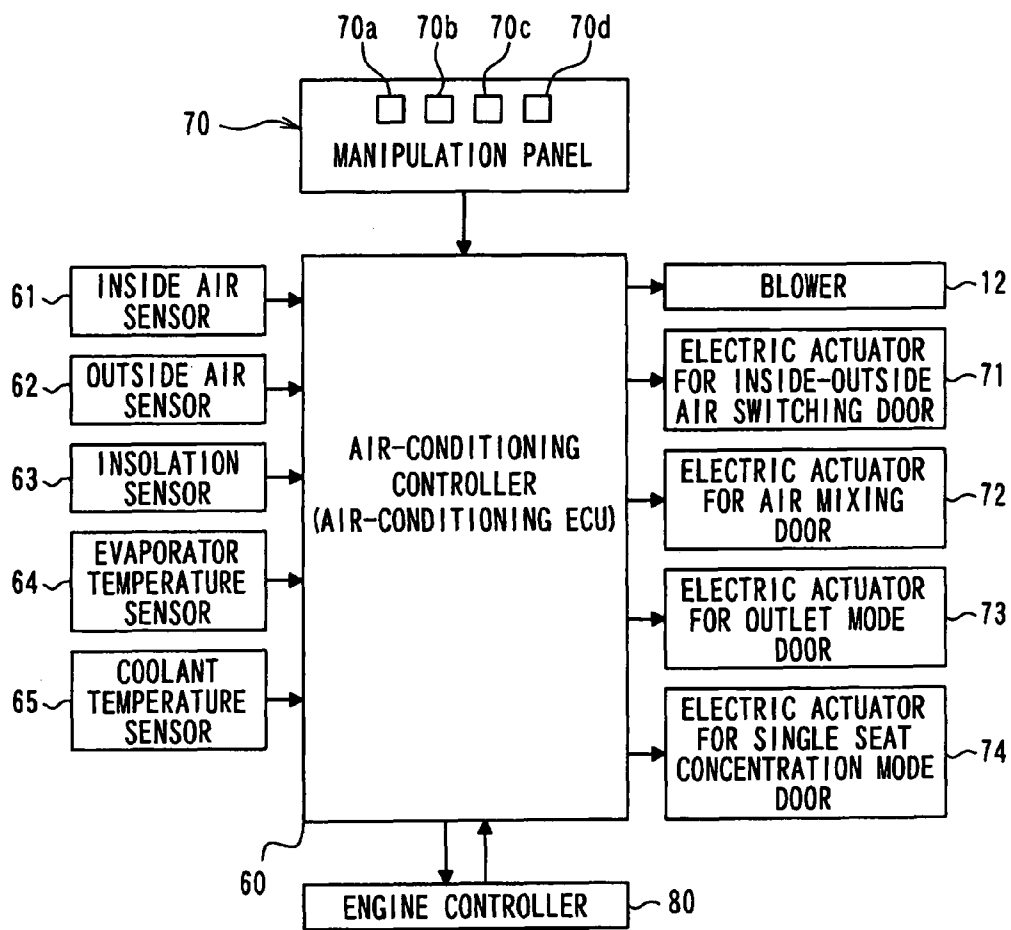 70a 70b 70c 70d
70
MANIPULATION PANEL
61
INSIDE AIR
SENSOR
62
OUTSIDE AIR
SENSOR
63
INSOLATION
SENSOR
64
EVAPORATOR
TEMPERATURE
SENSOR
65
COOLANT
TEMPERATURE
SENSOR
AIR-CONDITIONING
CONTROLLER
(AIR-CONDITIONING ECU)
60
BLOWER
12
ELECTRIC ACTUATOR
FOR INSIDE-OUTSIDE
AIR SWITCHING DOOR
71
ELECTRIC ACTUATOR
FOR AIR MIXING
DOOR
72
ELECTRIC ACTUATOR
FOR OUTLET MODE
DOOR
73
ELECTRIC ACTUATOR
FOR SINGLE SEAT
CONCENTRATION MODE
DOOR
74
ENGINE CONTROLLER
80